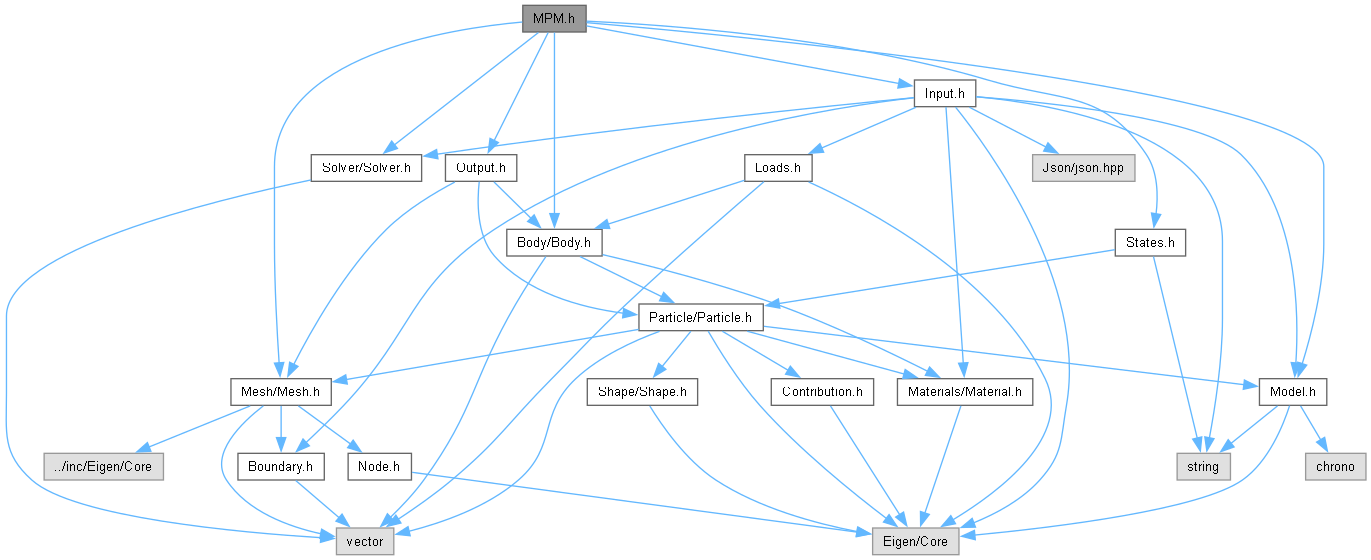 MPM.h
Input.h
Solver/Solver.h
Output.h
Loads.h
Json/json.hpp
Body/Body.h
States.h
Particle/Particle.h
Mesh/Mesh.h
Shape/Shape.h
Contribution.h
Materials/Material.h
Model.h
../inc/Eigen/Core
Boundary.h
Node.h
string
chrono
vector
Eigen/Core